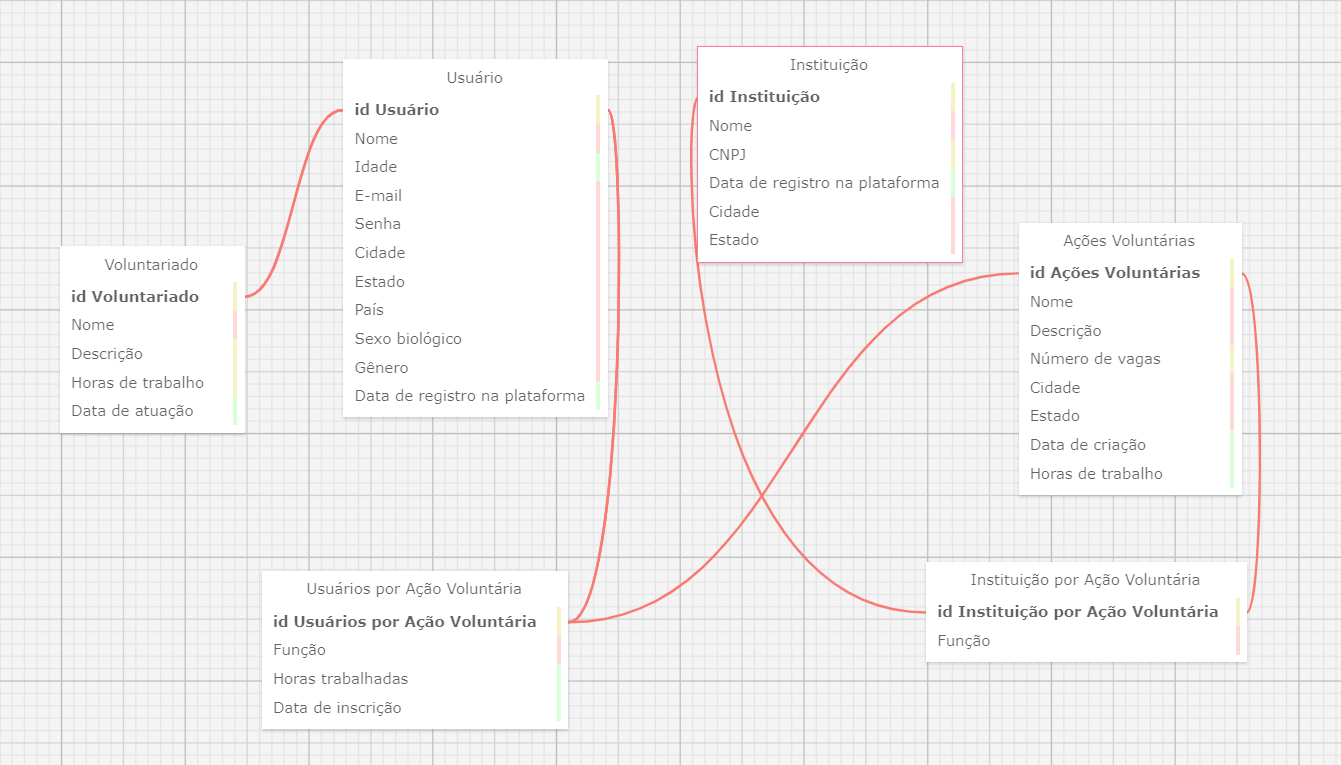 Usuário
id Usuário
Nome
Idade
E-mail
Senha
Cidade
Estado
País
Sexo biológico
Gênero
Data de registro na plataforma
Instituição
id Instituição
Nome
CNPJ
Data de registro na plataforma
Cidade
Estado
Voluntariado
id Voluntariado
Nome
Descrição
Horas de trabalho
Data de atuação
Ações Voluntárias
id Ações Voluntárias
Nome
Descrição
Número de vagas
Cidade
Estado
Data de criação
Horas de trabalho
Usuários por Ação Voluntária
id Usuários por Ação Voluntária
Função
Horas trabalhadas
Data de inscrição
Instituição por Ação Voluntária
id Instituição por Ação Voluntária
Função